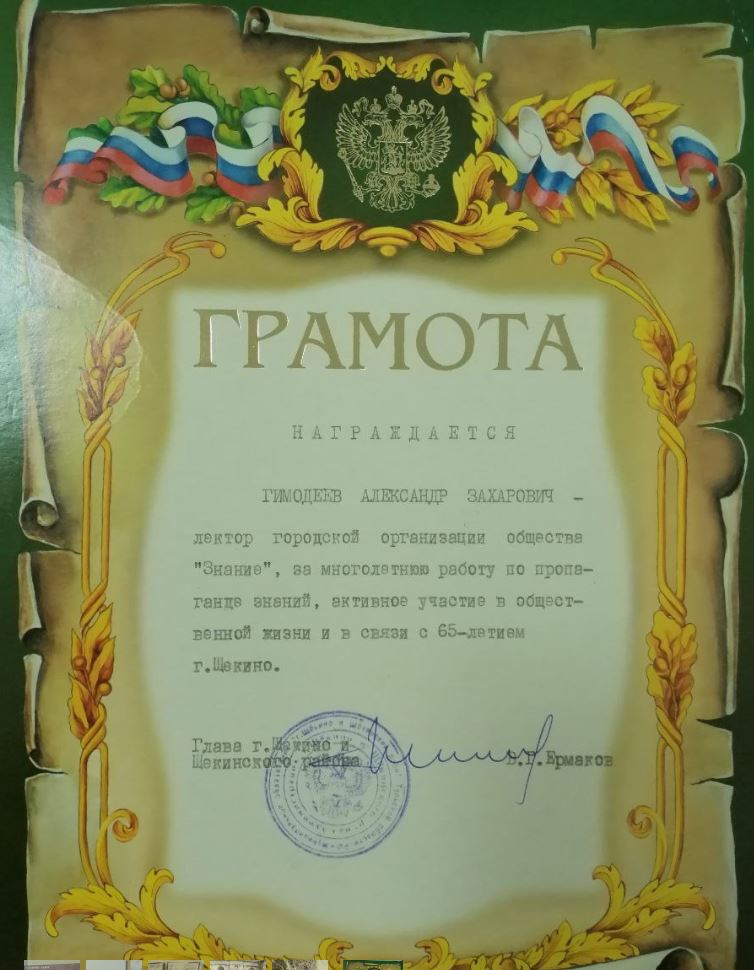 ГРАМОТА
НАГРАЖДАЕТСЯ
ГИМОДЕЕВ АЛЕКСАНДР ЗАХАРОВИЧ –
лектор городской организации общества
"Знание", за многолетнюю работу по пропа-
ганде знаний, активное участие в общест-
венной жизни и в связи с 65-летием
г.Щекино.
Глава г.Щекино и
Щекинского района
Ермаков